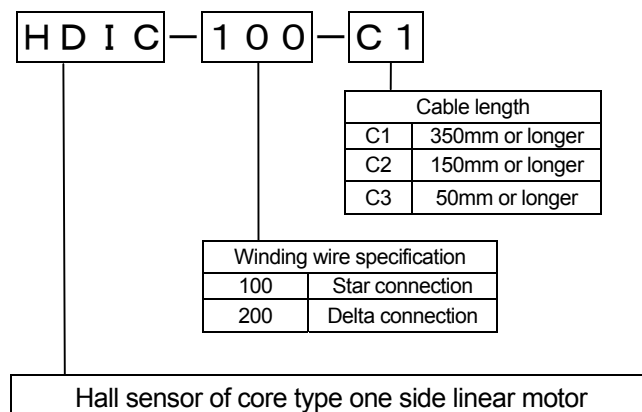 HDIC-100-C1
Cable length
C1 350mm or longer
C2 150mm or longer
C3 50mm or longer
Winding wire specification
100 Star connection
200 Delta connection
Hall sensor of core type one side linear motor